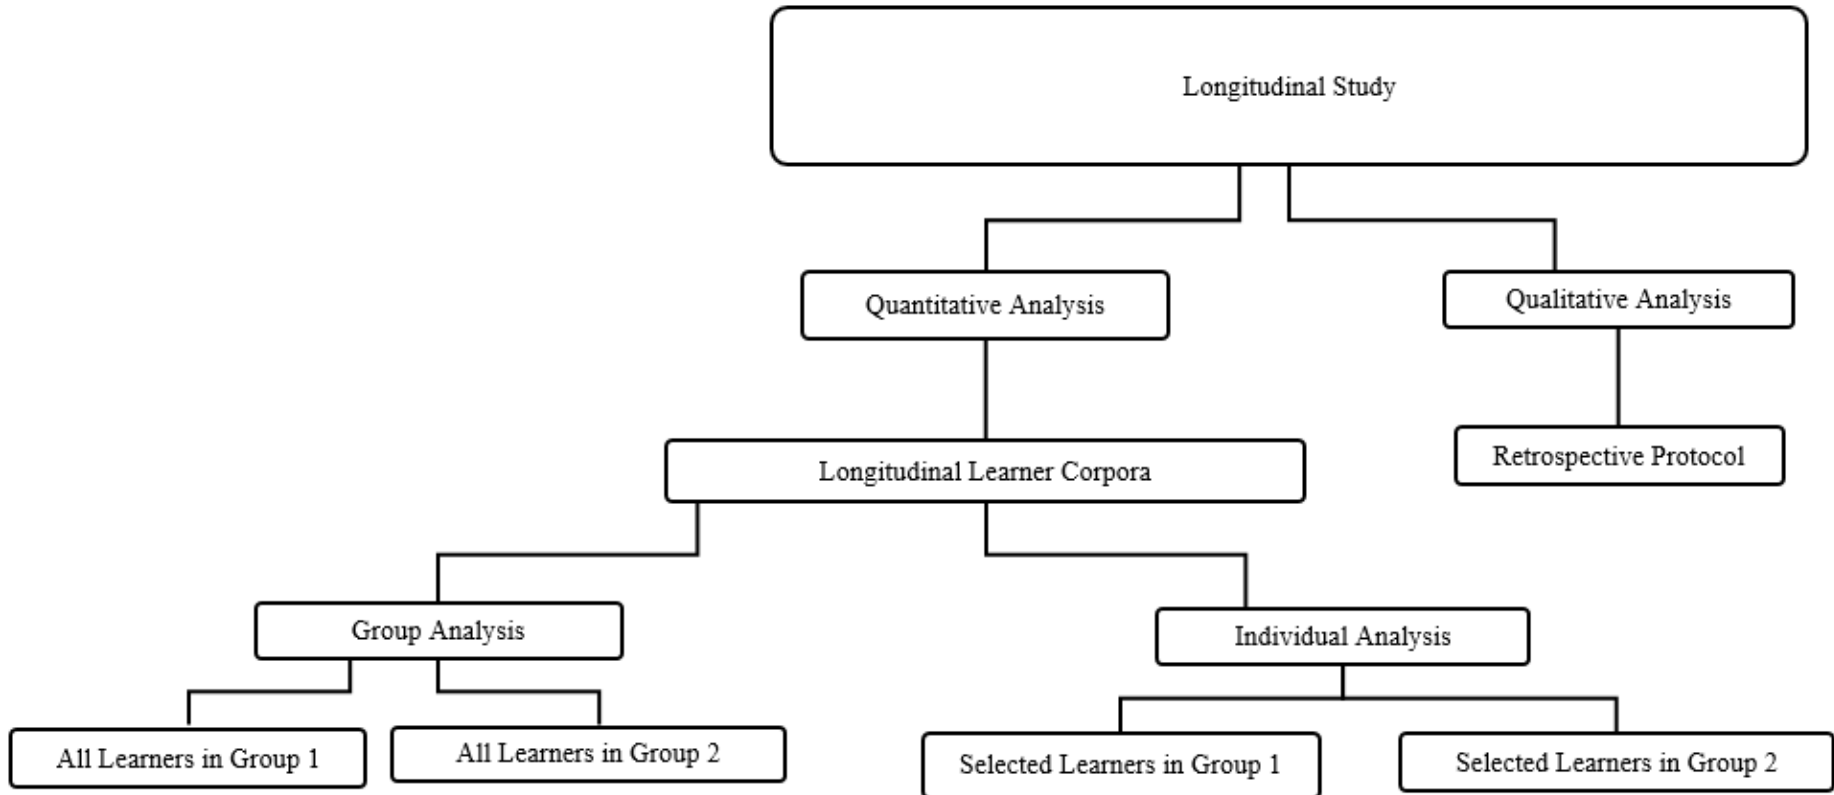 Longitudinal Study
Quantitative Analysis
Qualitative Analysis
Longitudinal Learner Corpora
Retrospective Protocol
Group Analysis
Individual Analysis
All Learners in Group 1
All Learners in Group 2
Selected Learners in Group 1
Selected Learners in Group 2